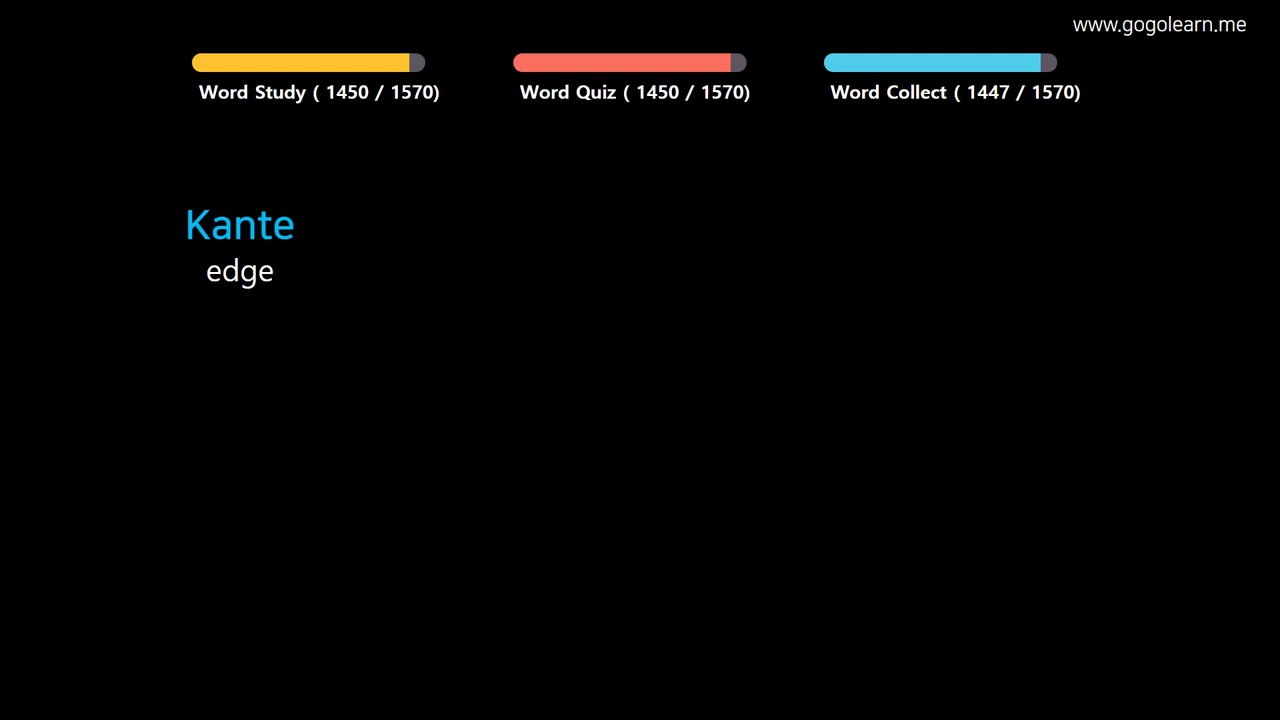 www.gogolearn.me
Word Study ( 1450 / 1570)
Word Quiz ( 1450 / 1570)
Word Collect ( 1447 / 1570)
Kante
edge